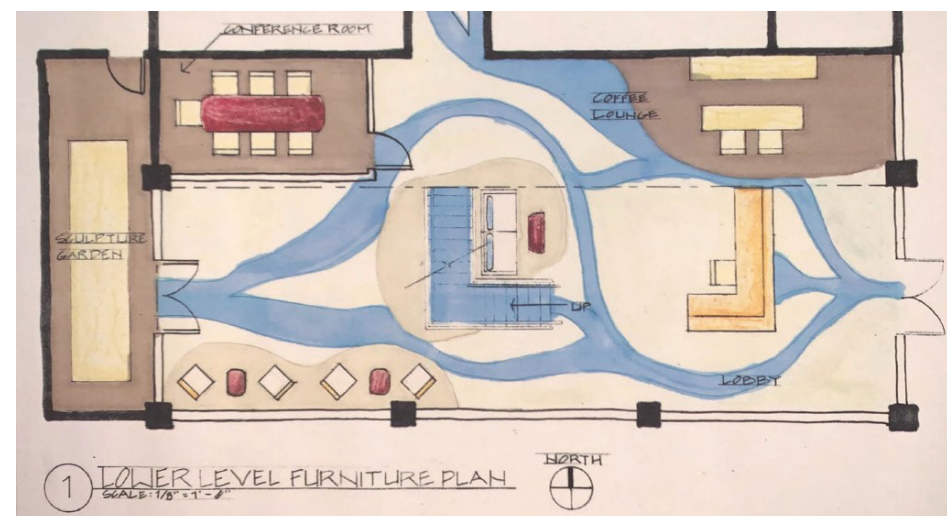 CONFERENCE ROOM
COFFEE
LOUNGE
SCULPTURE
GARDEN
UP
LOBBY
NORTH
1 LOWER LEVEL FURNITURE PLAN
SCALE: 1/8" = 1'-0"